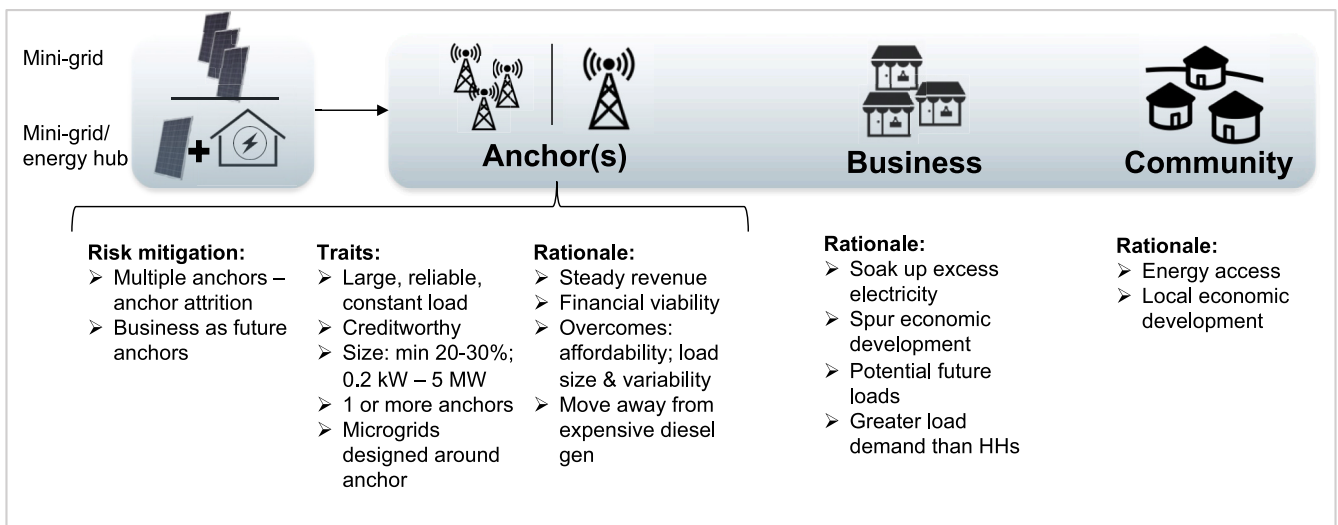 Mini-grid
Mini-grid/
energy hub
Anchor(s)
Business
Community
Risk mitigation:
➢ Multiple anchors –
anchor attrition
➢ Business as future
anchors
Traits:
➢ Large, reliable,
constant load
➢ Creditworthy
➢ Size: min 20-30%;
0.2 kW – 5 MW
➢ 1 or more anchors
➢ Microgrids
designed around
anchor
Rationale:
➢ Steady revenue
➢ Financial viability
➢ Overcomes:
affordability; load
size & variability
➢ Move away from
expensive diesel
gen
Rationale:
➢ Soak up excess
electricity
➢ Spur economic
development
➢ Potential future
loads
➢ Greater load
demand than HHs
Rationale:
➢ Energy access
➢ Local economic
development